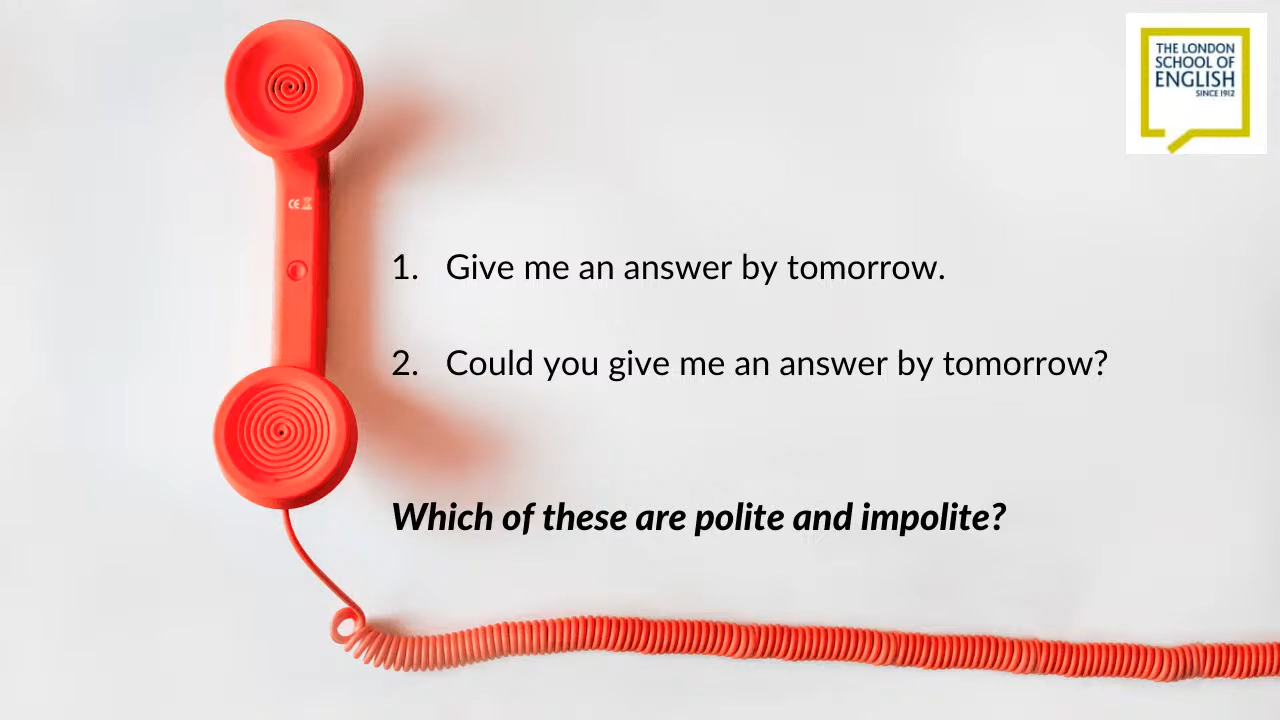 THE LONDON
SCHOOL OF
ENGLISH
SINCE 1912
CE
1. Give me an answer by tomorrow.
2. Could you give me an answer by tomorrow?
Which of these are polite and impolite?